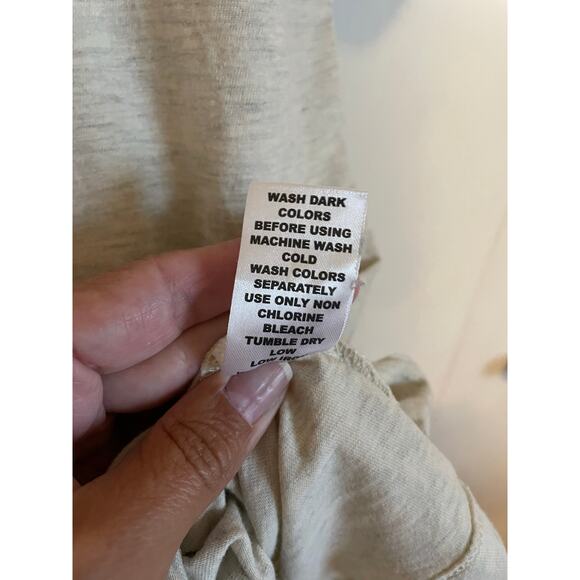 WASH DARK
COLORS
BEFORE USING
MACHINE WASH
COLD
WASH COLORS
SEPARATELY
USE ONLY NON
CHLORINE
BLEACH
TUMBLE DRY
LOW
LOW